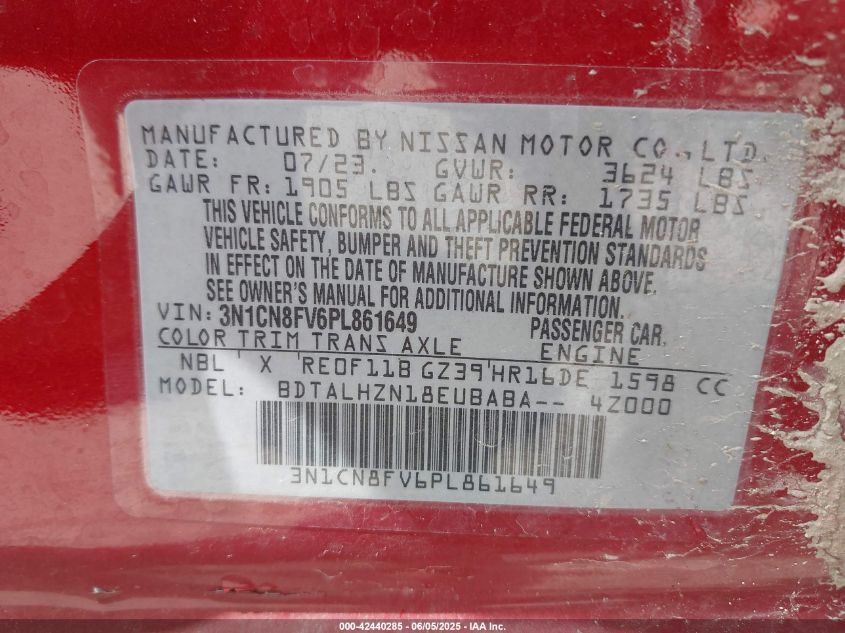 MANUFACTURED BY NISSAN MOTOR CO., LTD.
DATE: 07/23. GVWR: 3624 LBS
GAWR FR: 1905 LBS GAWR RR: 1735 LBS
THIS VEHICLE CONFORMS TO ALL APPLICABLE FEDERAL MOTOR
VEHICLE SAFETY, BUMPER AND THEFT PREVENTION STANDARDS
IN EFFECT ON THE DATE OF MANUFACTURE SHOWN ABOVE.
SEE OWNER'S MANUAL FOR ADDITIONAL INFORMATION.
VIN: 3N1CN8FV6PL861649 PASSENGER CAR.
COLOR TRIM TRANS AXLE ENGINE
NBL X RE0F11B GZ39 HR16DE 1598 CC
MODEL: BDTALHZN18EUBABA-- 4Z000
3N1CN8FV6PL861649
000-42440285 - 06/05/2025 - IAA Inc.